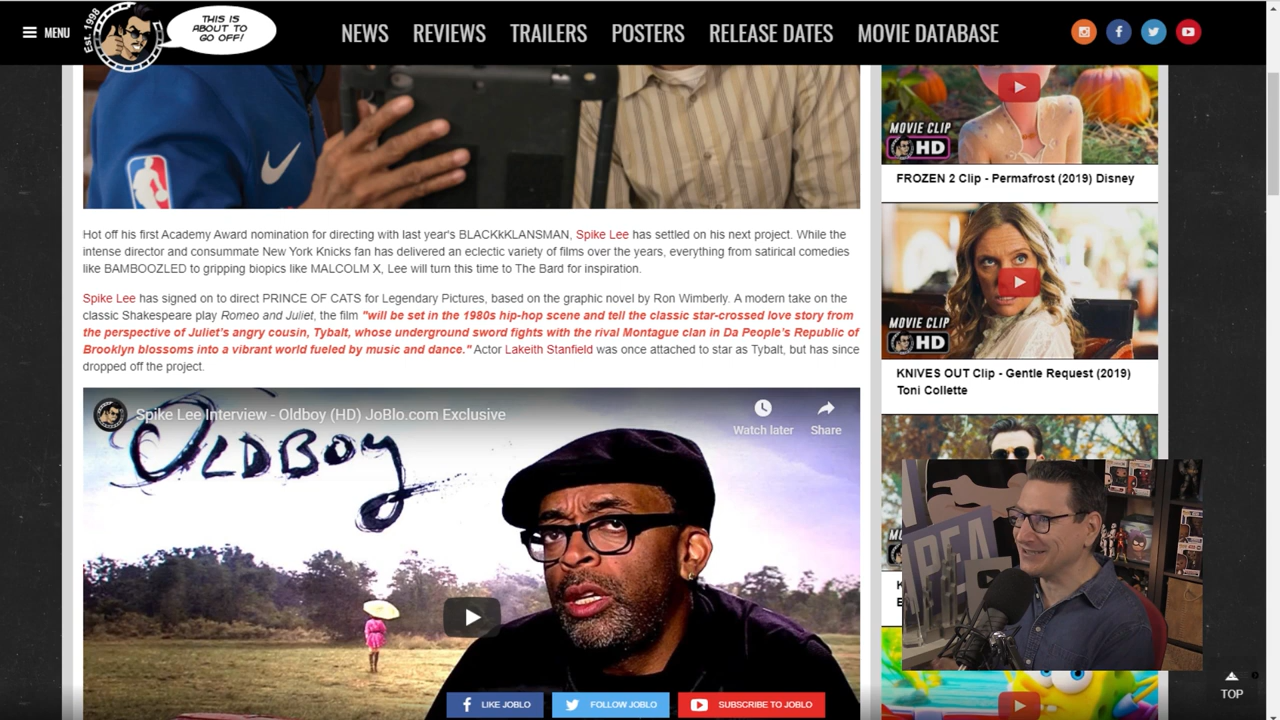 MENU
Est. 1998
THIS IS
ABOUT TO
GO OFF!
NEWS
REVIEWS
TRAILERS
POSTERS
RELEASE DATES
MOVIE DATABASE
Hot off his first Academy Award nomination for directing with last year's BLACKkKLANSMAN, Spike Lee has settled on his next project. While the
intense director and consummate New York Knicks fan has delivered an eclectic variety of films over the years, everything from satirical comedies
like BAMBOOZLED to gripping biopics like MALCOLM X, Lee will turn this time to The Bard for inspiration.
Spike Lee has signed on to direct PRINCE OF CATS for Legendary Pictures, based on the graphic novel by Ron Wimberly. A modern take on the
classic Shakespeare play Romeo and Juliet, the film "will be set in the 1980s hip-hop scene and tell the classic star-crossed love story from
the perspective of Juliet's angry cousin, Tybalt, whose underground sword fights with the rival Montague clan in Da People's Republic of
Brooklyn blossoms into a vibrant world fueled by music and dance." Actor Lakeith Stanfield was once attached to star as Tybalt, but has since
dropped off the project.
Spike Lee Interview - Oldboy (HD) JoBlo.com Exclusive
Watch later
Share
OLDBOY
LIKE JOBLO
FOLLOW JOBLO
SUBSCRIBE TO JOBLO
MOVIE CLIP
HD
FROZEN 2 Clip - Permafrost (2019) Disney
MOVIE CLIP
HD
KNIVES OUT Clip - Gentle Request (2019)
Toni Collette
TOP